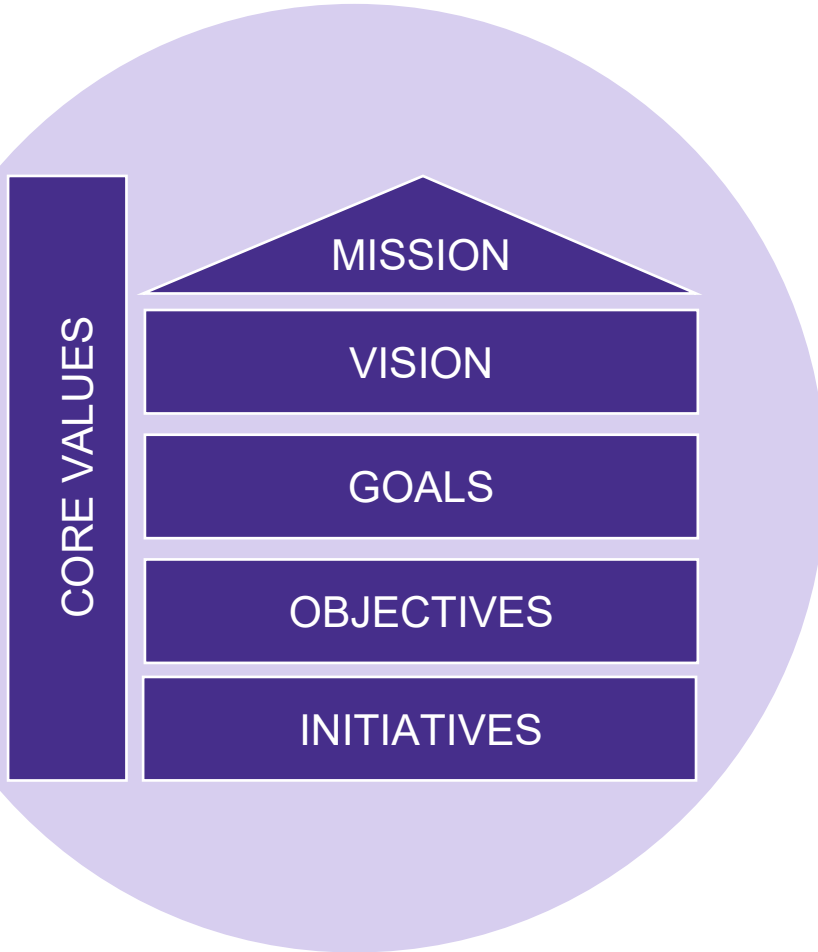 CORE VALUES
MISSION
VISION
GOALS
OBJECTIVES
INITIATIVES